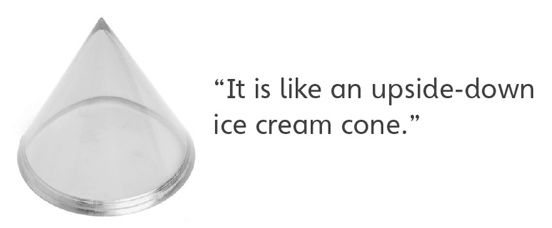 “It is like an upside-down
ice cream cone.”